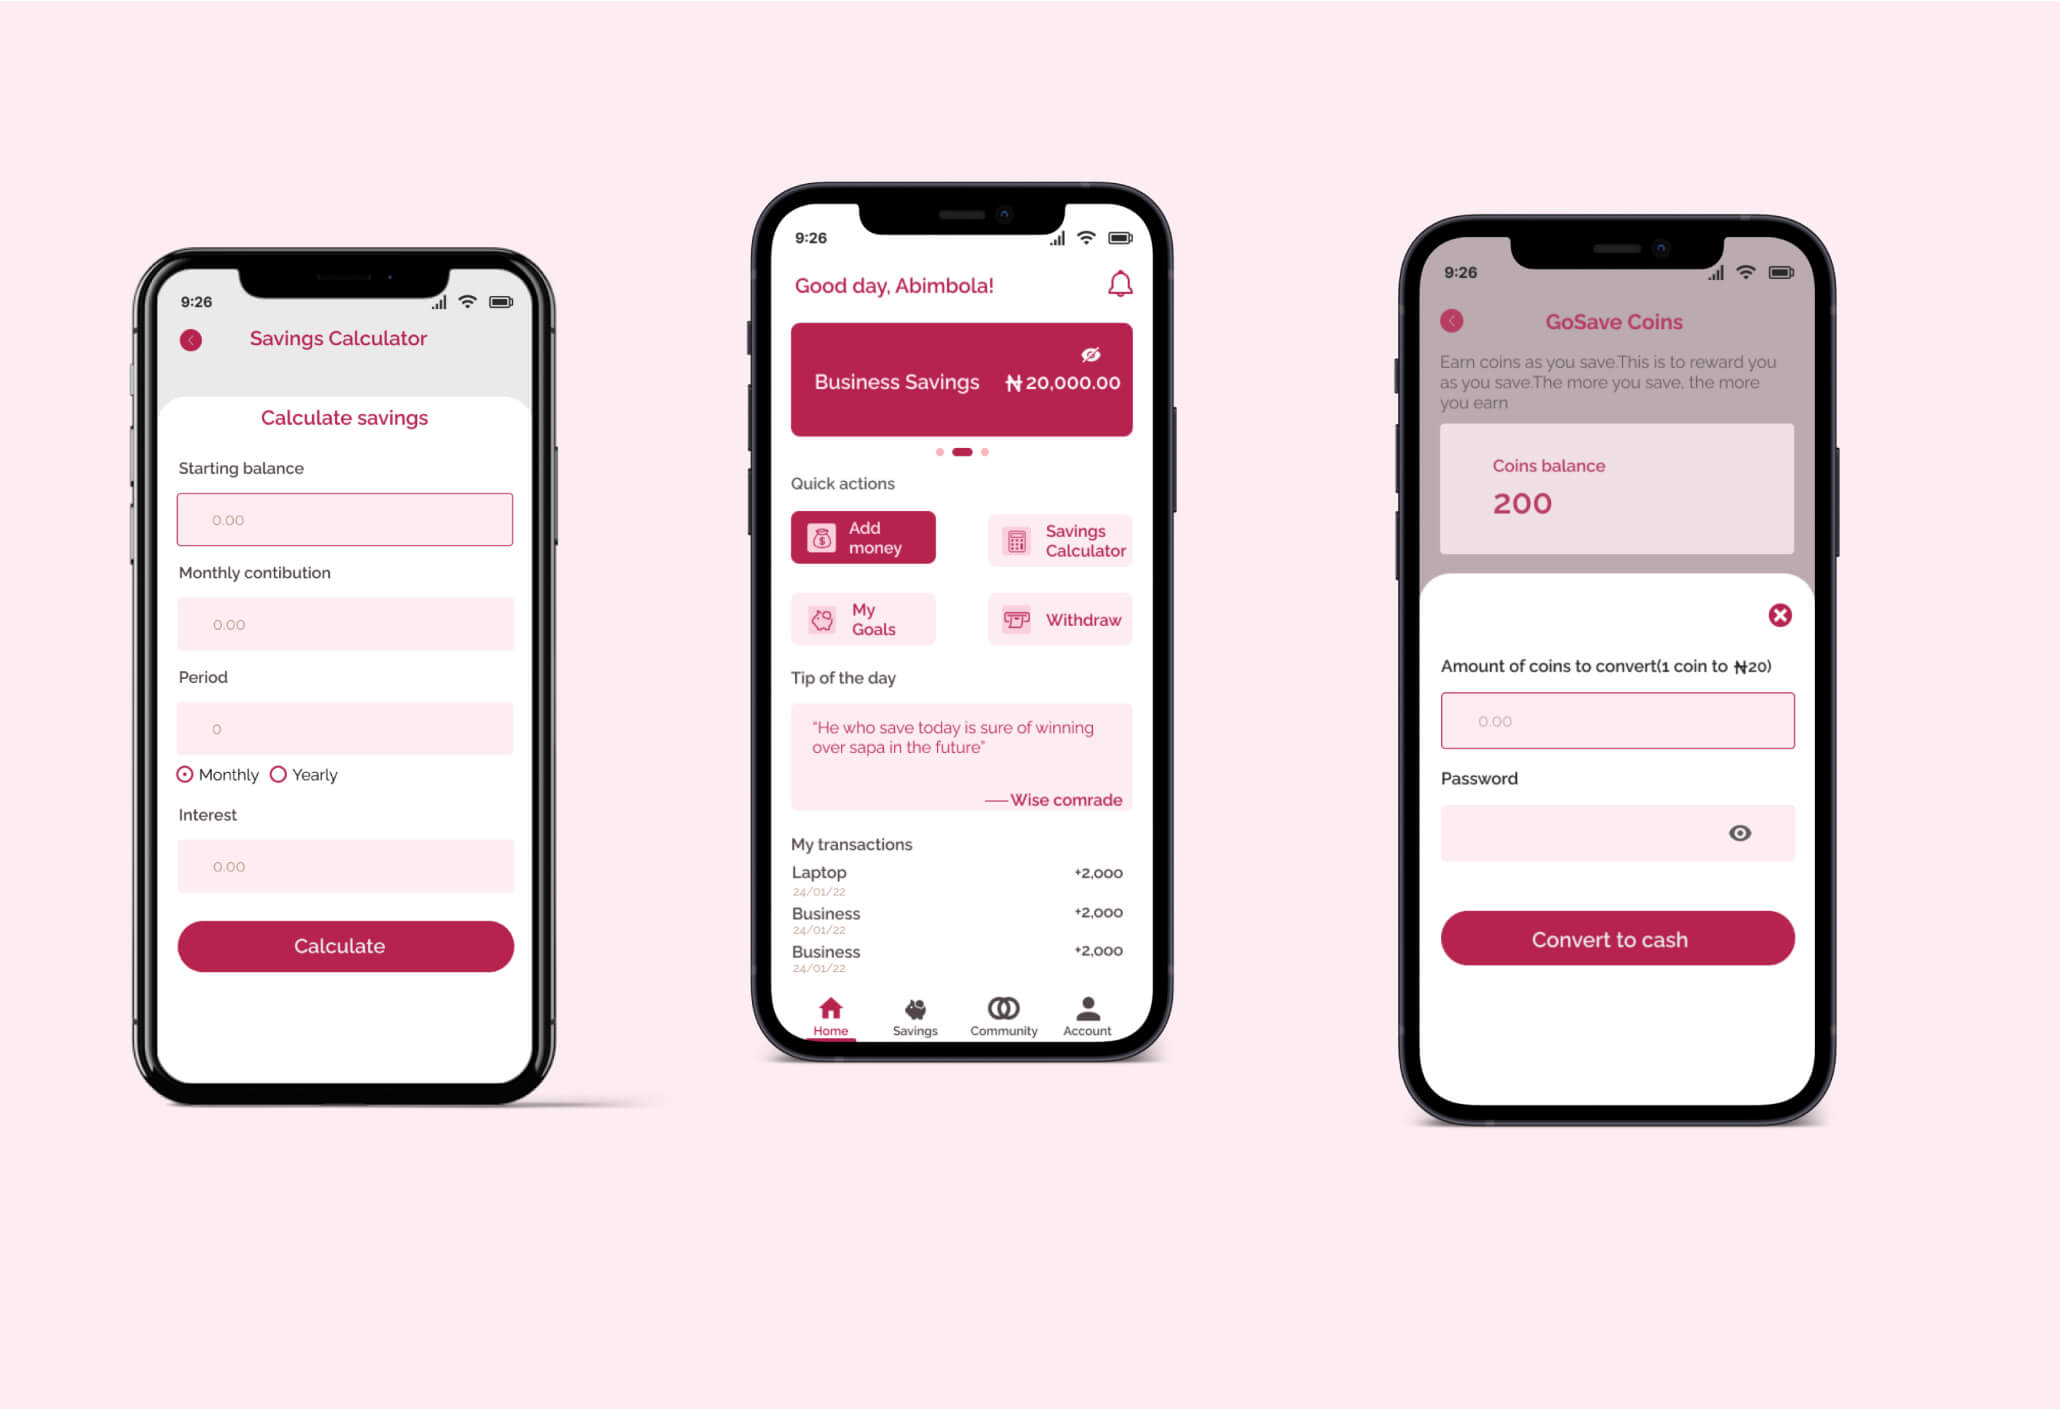 9:26
Savings Calculator
Calculate savings
Starting balance
0.00
Monthly contibution
0.00
Period
0
Monthly Yearly
Interest
0.00
Calculate
9:26
Good day, Abimbola!
Business Savings ₦20,000.00
Quick actions
Add
money
Savings
Calculator
My
Goals
Withdraw
Tip of the day
“He who save today is sure of winning
over sapa in the future”
—Wise comrade
My transactions
Laptop +2,000
24/01/22
Business +2,000
24/01/22
Business +2,000
24/01/22
Home Savings Community Account
9:26
GoSave Coins
Earn coins as you save.This is to reward you
as you save.The more you save, the more
you earn
Coins balance
200
Amount of coins to convert(1 coin to ₦20)
0.00
Password
Convert to cash